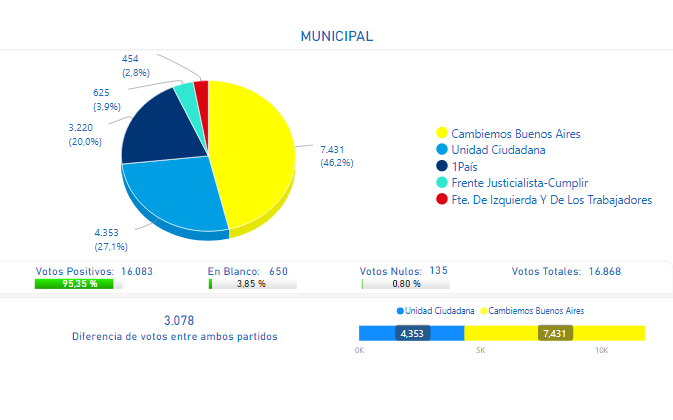 MUNICIPAL
454
(2,8%)
625
(3,9%)
3.220
(20,0%)
7.431
(46,2%)
4.353
(27,1%)
Cambiemos Buenos Aires
Unidad Ciudadana
1País
Frente Justicialista-Cumplir
Fte. De Izquierda Y De Los Trabajadores
Votos Positivos: 16.083
95,35 %
En Blanco: 650
3,85 %
Votos Nulos: 135
0,80 %
Votos Totales: 16.868
3.078
Diferencia de votos entre ambos partidos
Unidad Ciudadana Cambiemos Buenos Aires
4,353 7,431
0K 5K 10K